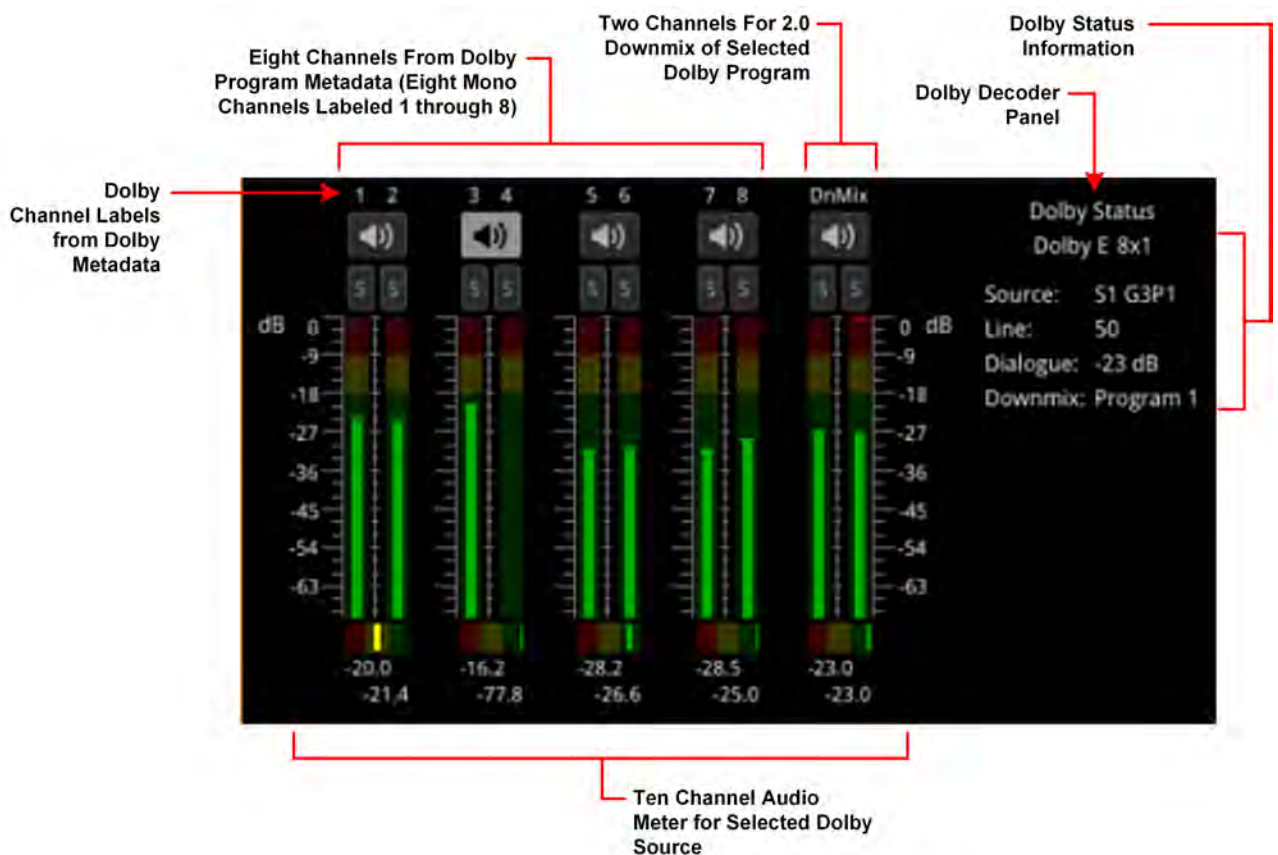 Two Channels For 2.0
Downmix of Selected
Dolby Program
Dolby Status
Information
Eight Channels From Dolby
Program Metadata (Eight Mono
Channels Labeled 1 through 8)
Dolby Decoder
Panel
Dolby
Channel Labels
from Dolby
Metadata
1 2 3 4 5 6 7 8 DnMix
S S S S S S S S S S
dB 0 -9 -18 -27 -36 -45 -54 -63
0 dB -9 -18 -27 -36 -45 -54 -63
-20.0 -16.2 -28.2 -28.5 -23.0
-21.4 -77.8 -26.6 -25.0 -23.0
Dolby Status
Dolby E 8x1
Source: S1 G3P1
Line: 50
Dialogue: -23 dB
Downmix: Program 1
Ten Channel Audio
Meter for Selected Dolby
Source